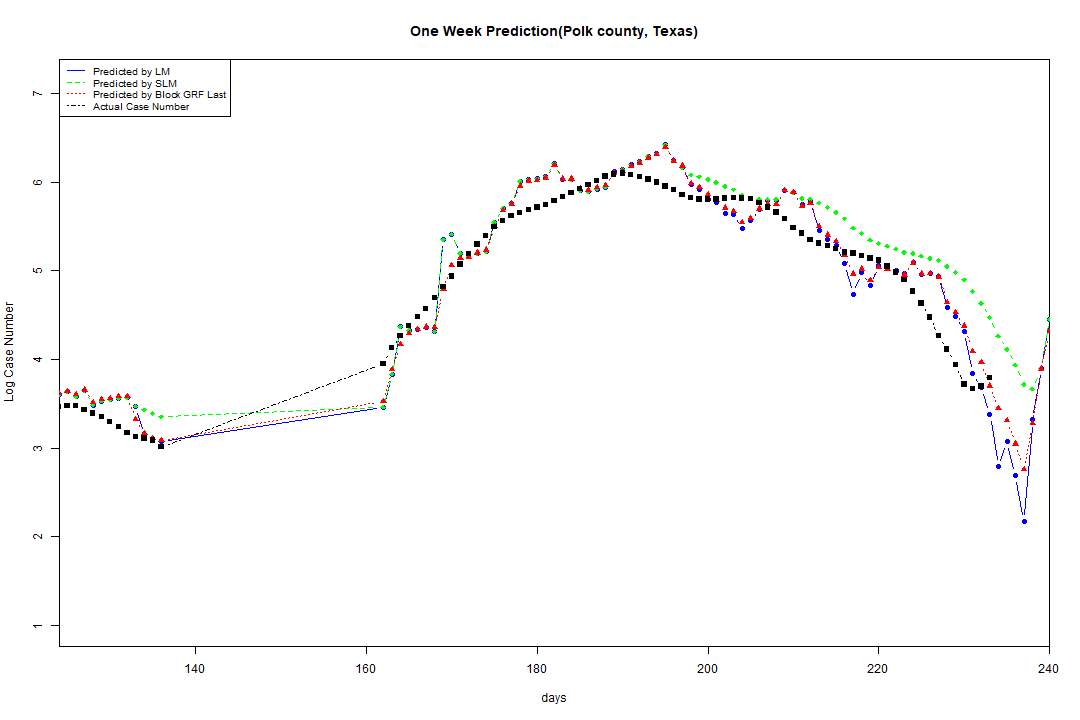 One Week Prediction(Polk county, Texas)
Predicted by LM
Predicted by SLM
Predicted by Block GRF Last
Actual Case Number
7
6
5
4
3
2
1
Log Case Number
140 160 180 200 220 240
days